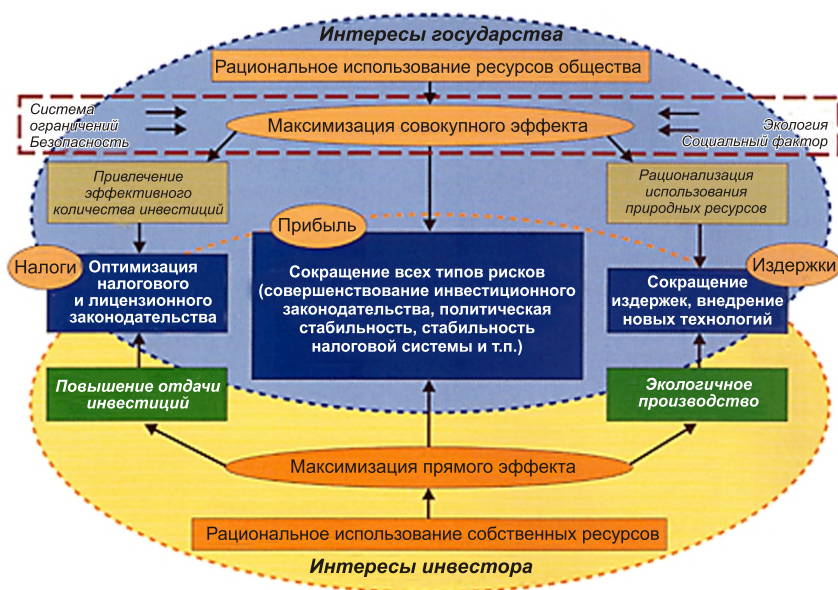 Интересы государства
Рациональное использование ресурсов общества
Система
ограничений
Безопасность
Максимизация совокупного эффекта
Экология
Социальный фактор
Привлечение
эффективного
количества инвестиций
Рационализация
использования
природных ресурсов
Прибыль
Налоги
Издержки
Оптимизация
налогового
и лицензионного
законодательства
Сокращение всех типов рисков
(совершенствование инвестиционного
законодательства, политическая
стабильность, стабильность
налоговой системы и т.п.)
Сокращение
издержек, внедрение
новых технологий
Повышение отдачи
инвестиций
Экологичное
производство
Максимизация прямого эффекта
Рациональное использование собственных ресурсов
Интересы инвестора